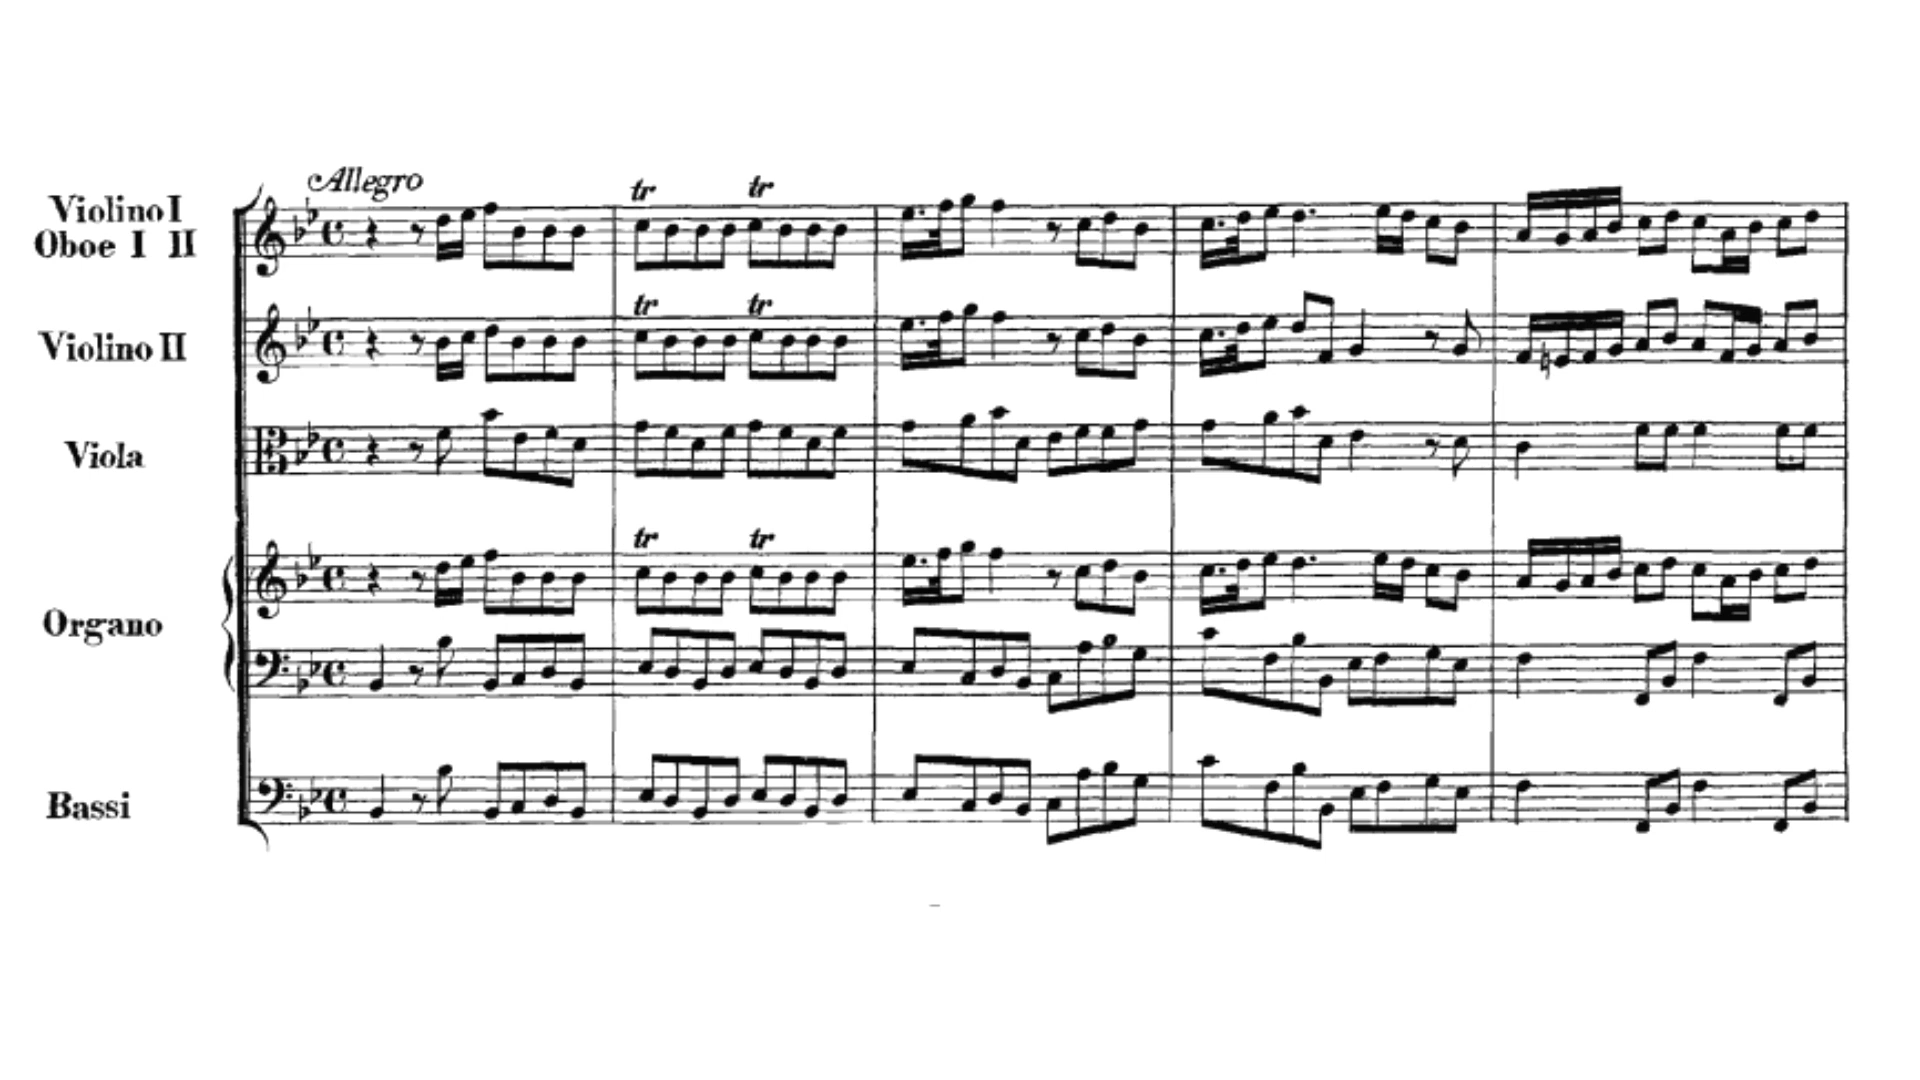 Allegro
Violino I
Oboe I II
tr tr
Violino II
tr tr
Viola
tr tr
Organo
Bassi